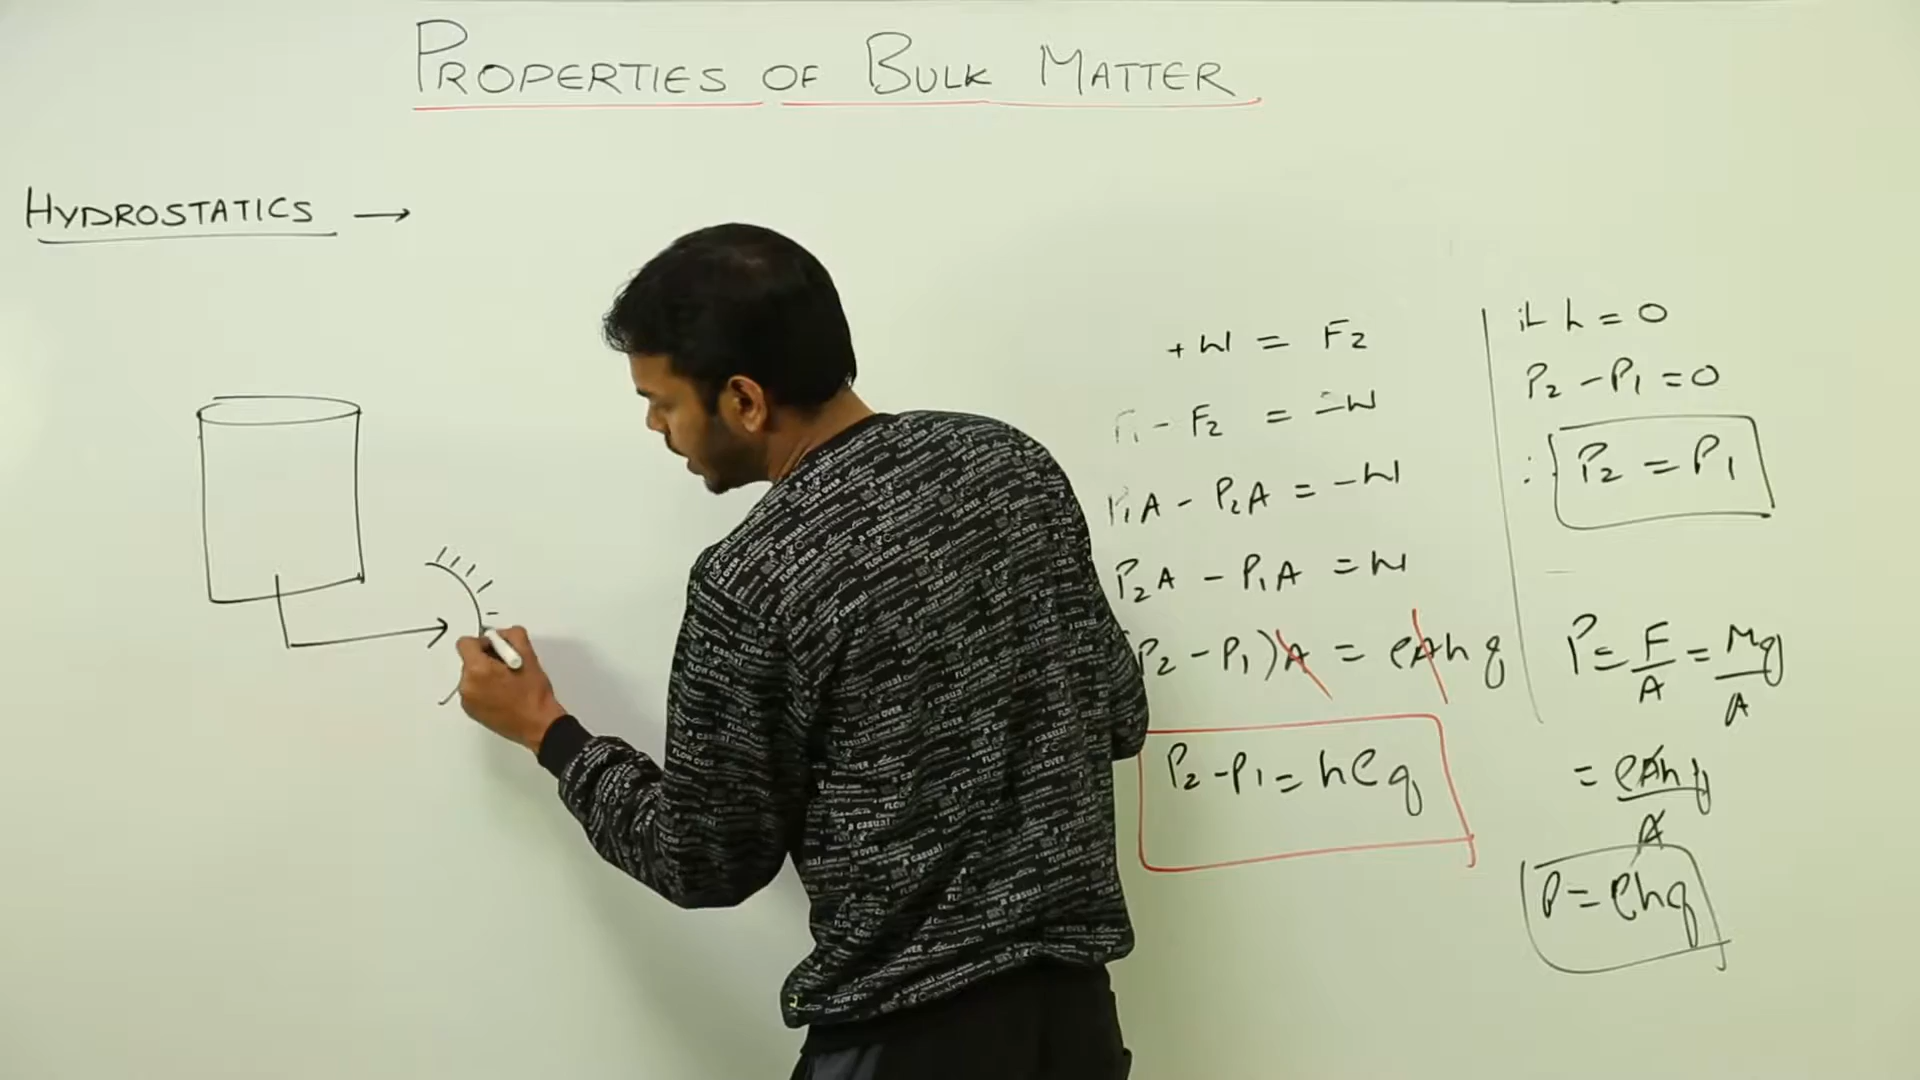 PROPERTIES OF BULK MATTER
HYDROSTATICS →
+ W = F2
F1 - F2 = -W
P1A - P2A = -W
P2A - P1A = W
(P2 - P1)A = ρAhg
P2 - P1 = hρg
if h = 0
P2 - P1 = 0
∴ P2 = P1
P = F/A = Mg/A
= ρAhg/A
P = ρhg